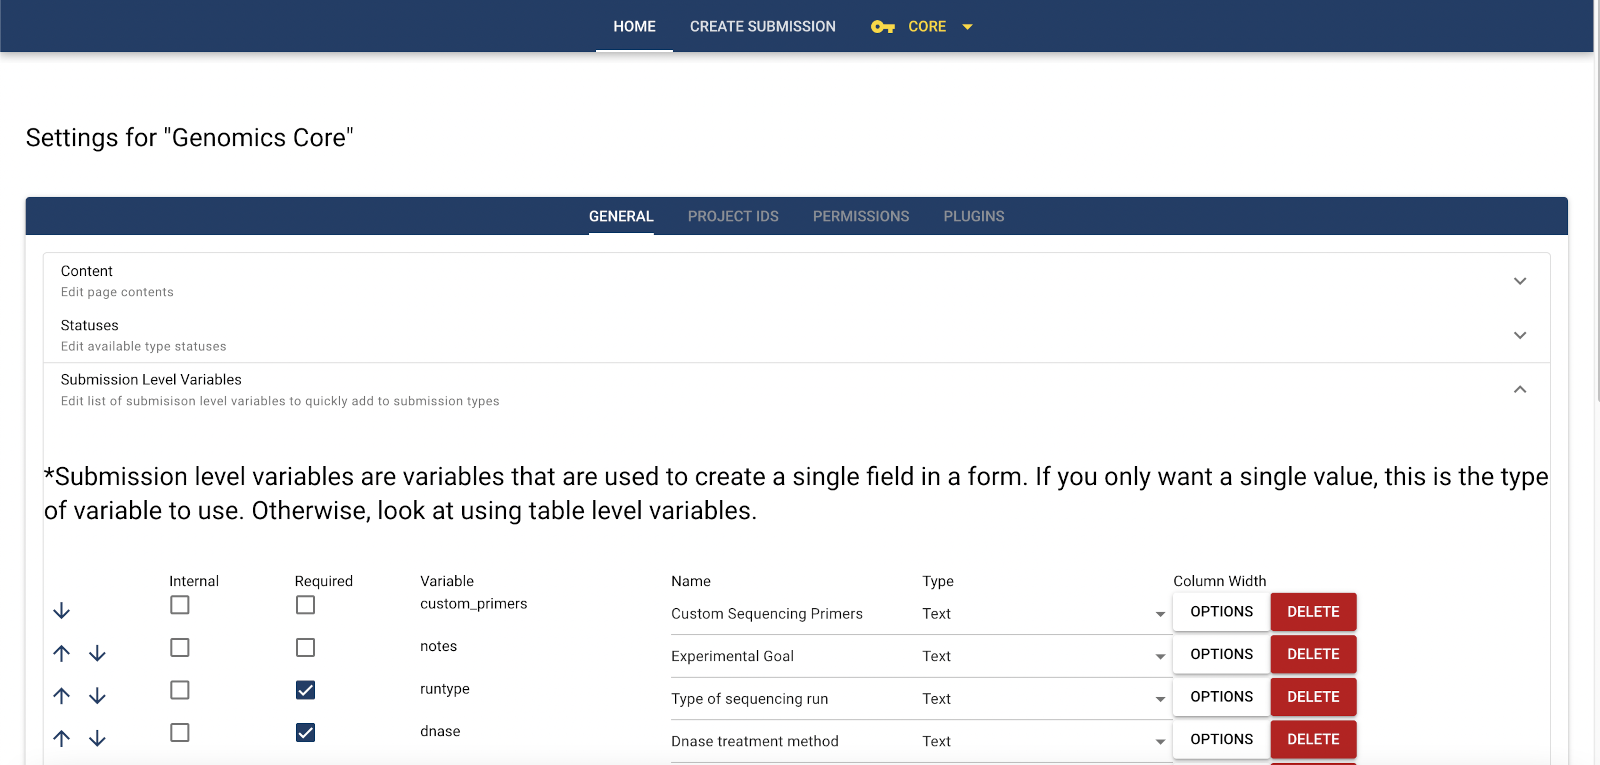 HOME CREATE SUBMISSION CORE
Settings for "Genomics Core"
GENERAL PROJECT IDS PERMISSIONS PLUGINS
Content
Edit page contents
Statuses
Edit available type statuses
Submission Level Variables
Edit list of submisison level variables to quickly add to submission types
*Submission level variables are variables that are used to create a single field in a form. If you only want a single value, this is the type
of variable to use. Otherwise, look at using table level variables.
Internal Required Variable Name Type Column Width
custom_primers Custom Sequencing Primers Text OPTIONS DELETE
notes Experimental Goal Text OPTIONS DELETE
runtype Type of sequencing run Text OPTIONS DELETE
dnase Dnase treatment method Text OPTIONS DELETE